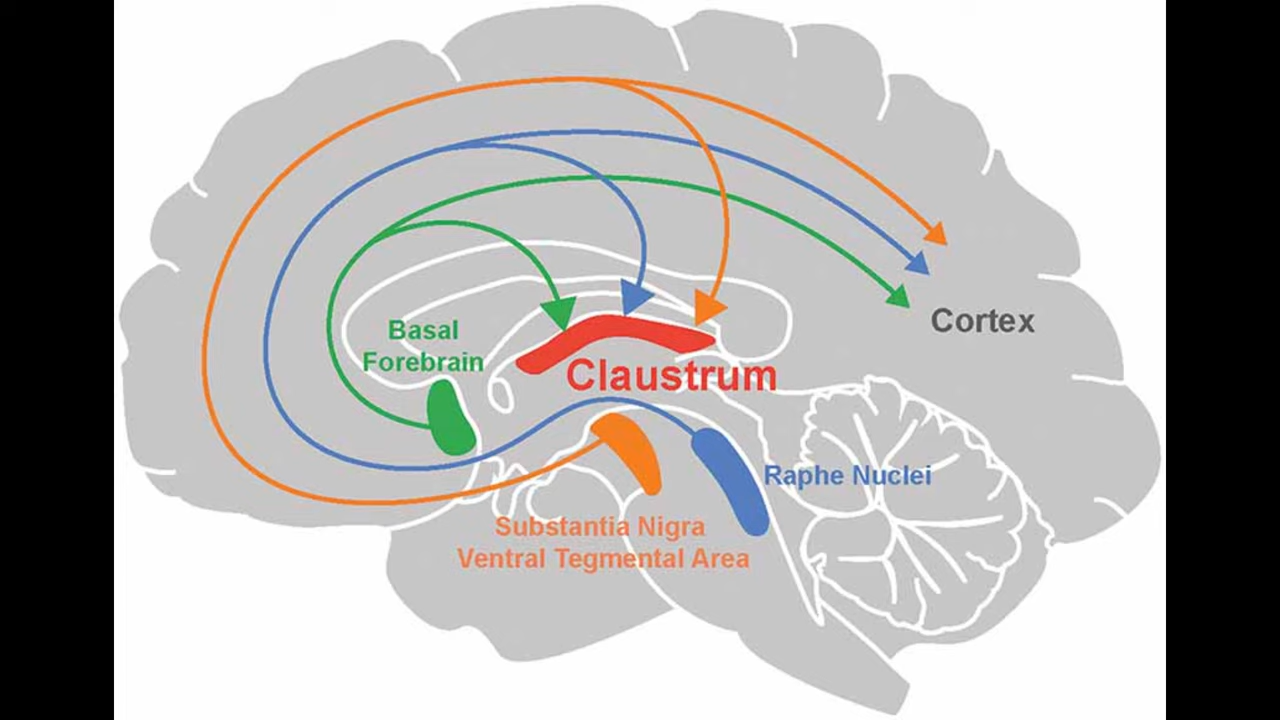 Basal
Forebrain
Cortex
Claustrum
Raphe Nuclei
Substantia Nigra
Ventral Tegmental Area